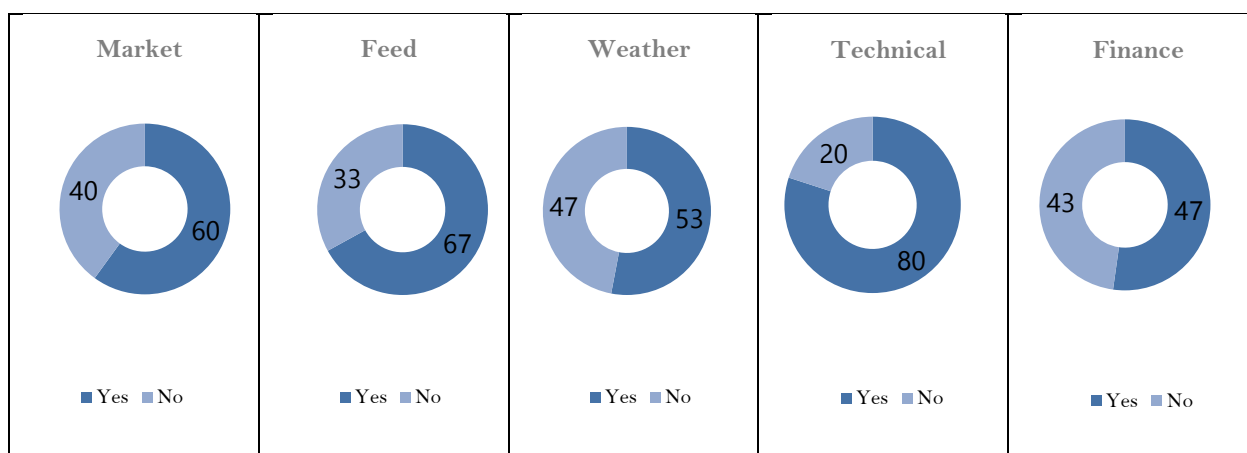 Market
40
60
Yes No
Feed
33
67
Yes No
Weather
47
53
Yes No
Technical
20
80
Yes No
Finance
43
47
Yes No